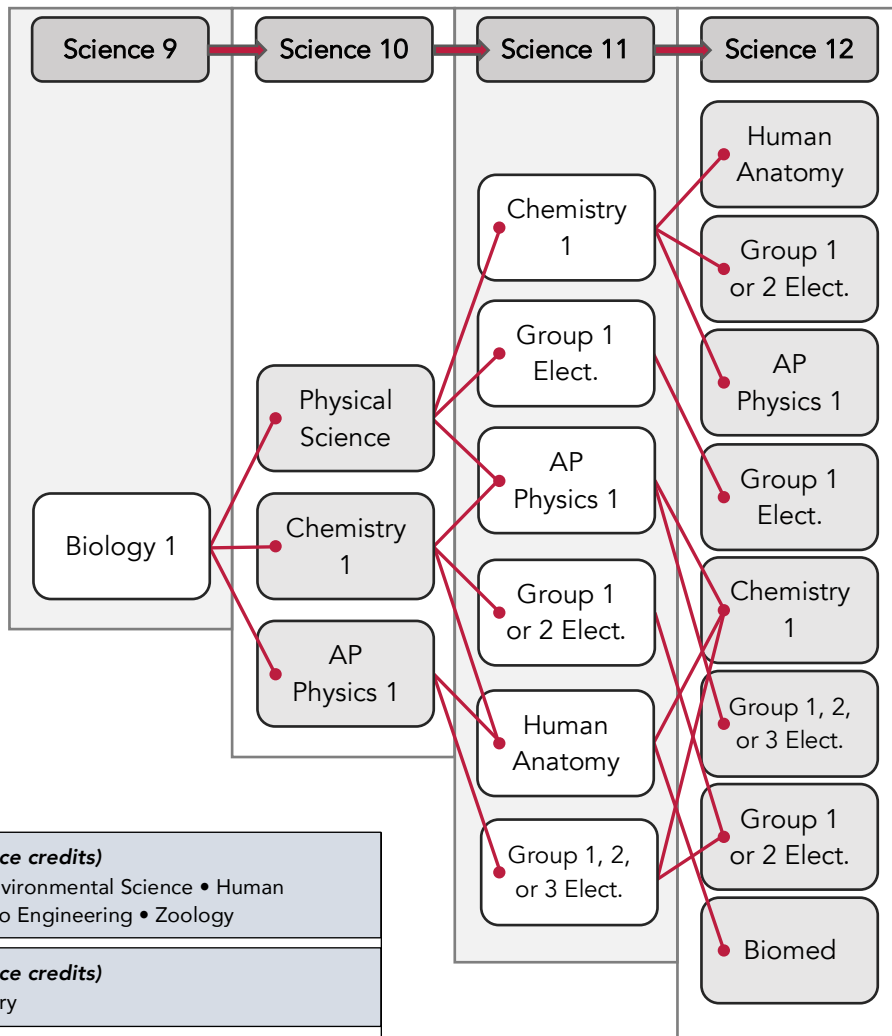 Science 9
Science 10
Science 11
Science 12
Biology 1
Physical
Science
Chemistry
1
AP
Physics 1
Chemistry
1
Group 1
Elect.
AP
Physics 1
Group 1
or 2 Elect.
Human
Anatomy
Group 1, 2,
or 3 Elect.
Human
Anatomy
Group 1
or 2 Elect.
AP
Physics 1
Group 1
Elect.
Chemistry
1
Group 1, 2,
or 3 Elect.
Group 1
or 2 Elect.
Biomed
ce credits)
vironmental Science • Human
o Engineering • Zoology
ce credits)
ry